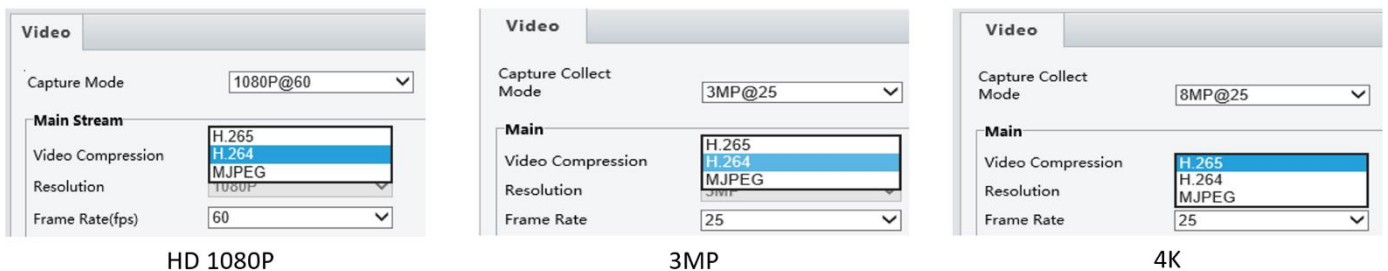 Video
Capture Mode
1080P@60
Main Stream
Video Compression
H.265
H.264
MJPEG
Resolution
1080P
Frame Rate(fps)
60
HD 1080P
Video
Capture Collect
Mode
3MP@25
Main
Video Compression
H.265
H.264
MJPEG
Resolution
3MP
Frame Rate
25
3MP
Video
Capture Collect
Mode
8MP@25
Main
Video Compression
H.265
H.264
MJPEG
Resolution
Frame Rate
25
4K